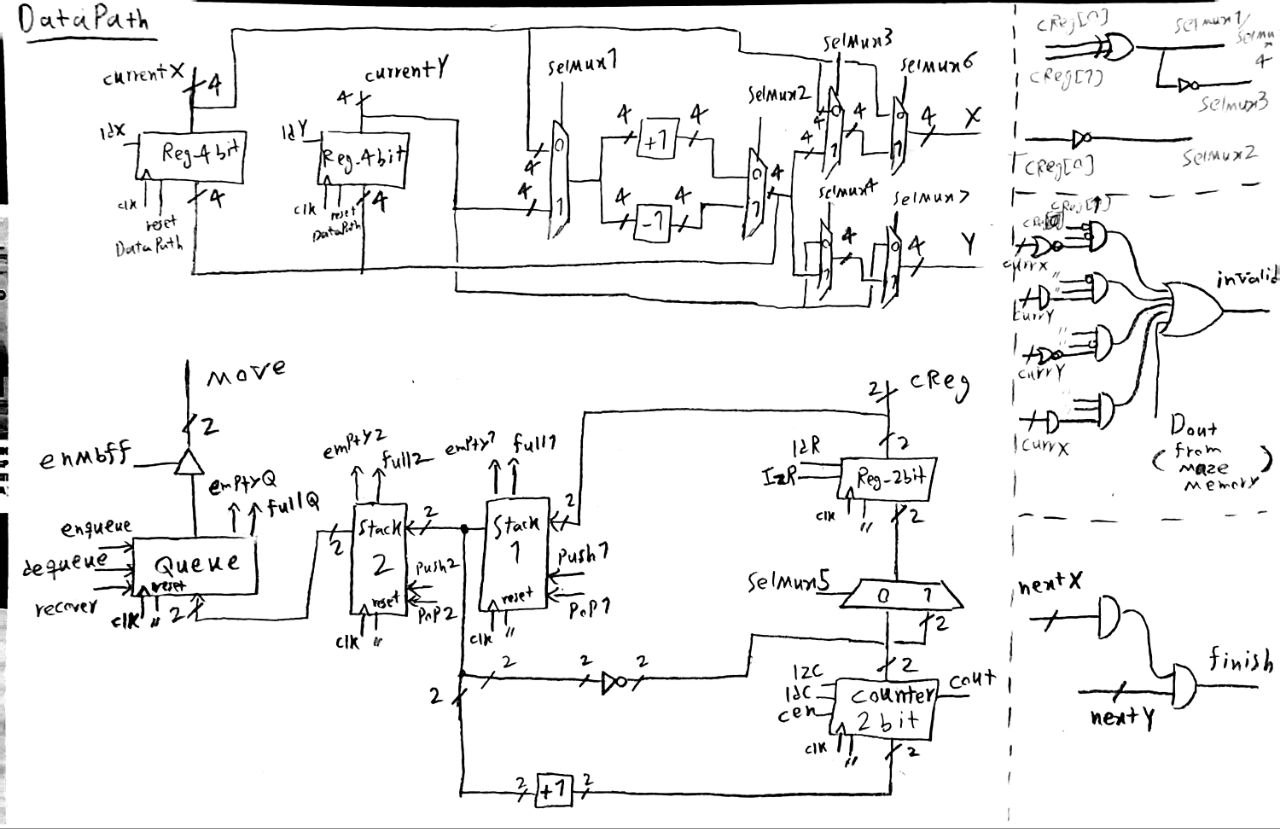 DataPath
currentX
4
ldX
Reg-4bit
clk
reset
DataPath
4
currentY
4
ldY
Reg-4bit
clk
reset
DataPath
4
selMux1
4
4
0
1
4
+1
4
4
-1
4
selMux2
0
1
4
selMux3
4
4
0
1
4
selMux6
0
1
4
X
selMux4
0
1
4
selMux7
0
1
4
Y
move
2
enMbff
emptyQ
fullQ
enqueue
dequeue
recover
Queue
reset
clk
"
2
empty2
full2
Stack
2
reset
2
2
Push2
PoP2
clk
"
empty1
full1
Stack
1
reset
2
Push1
PoP1
clk
"
2
cReg
2
ldR
IzR
Reg-2bit
clk
"
2
selMux5
0 1
2
2
IzC
ldC
cen
counter
2bit
cout
clk
"
2
2
2
2
2
2
+1
2
cReg[0]
cReg[1]
selMux1/
selMux
4
selMux3
cReg[0]
selMux2
cReg[1]
currX
"
currY
"
currY
"
currX
invalid
Dout
(from
maze
memory)
nextX
nextY
finish